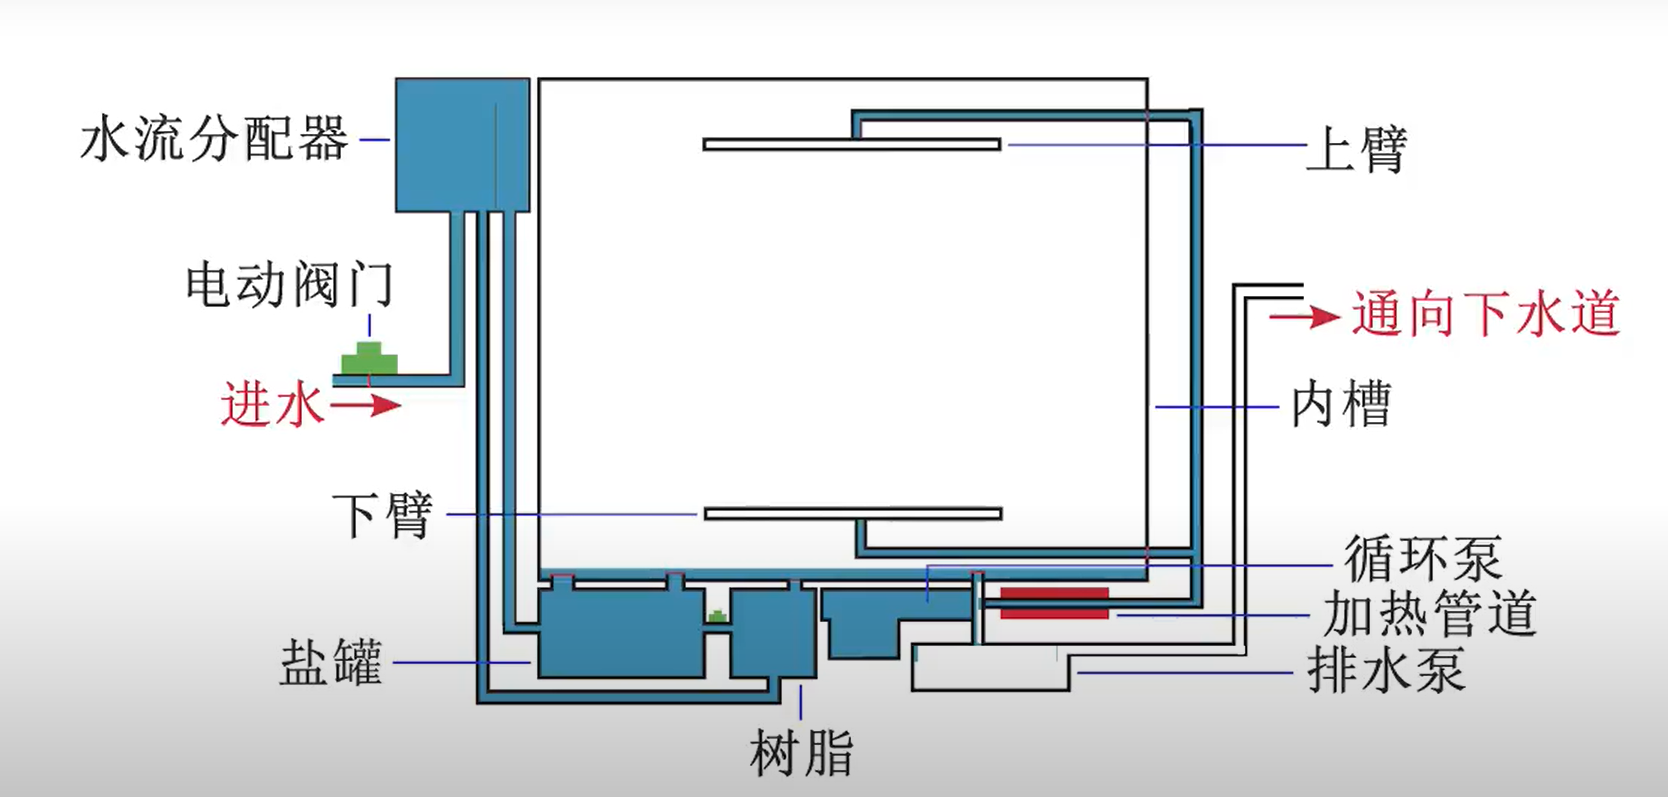 水流分配器
上臂
电动阀门
通向下水道
进水
内槽
下臂
循环泵
加热管道
盐罐
排水泵
树脂